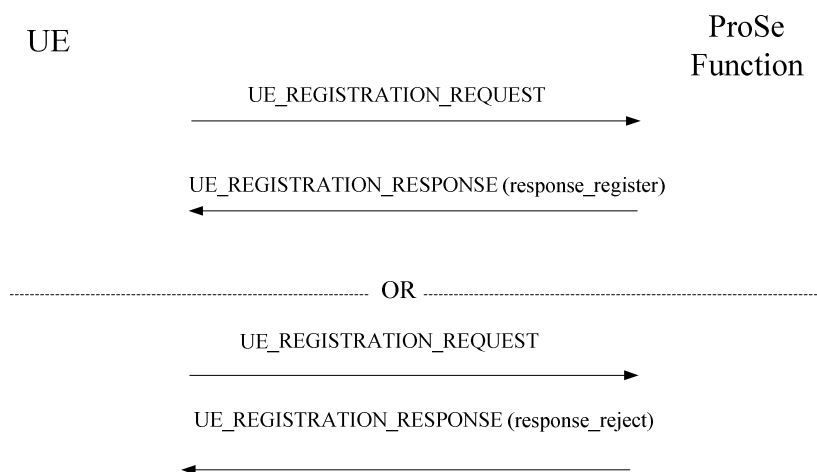 UE
ProSe
Function
UE_REGISTRATION_REQUEST
UE_REGISTRATION_RESPONSE (response_register)
OR
UE_REGISTRATION_REQUEST
UE_REGISTRATION_RESPONSE (response_reject)